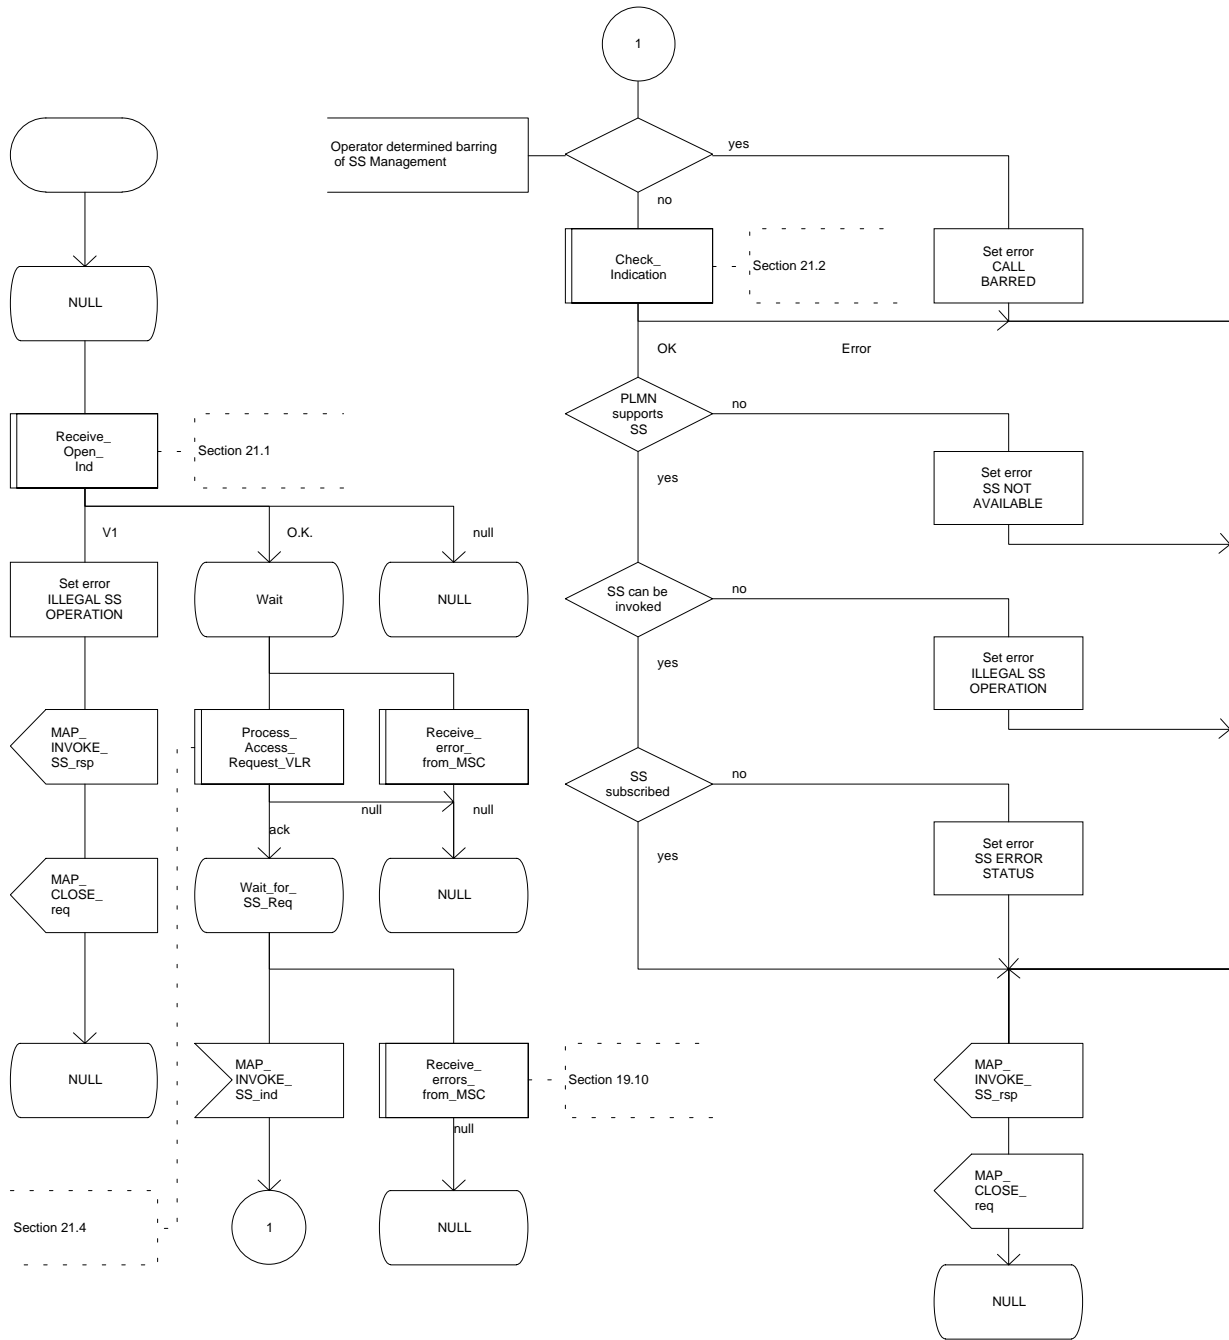 1
Operator determined barring
of SS Management
yes
no
Check_
Indication
Section 21.2
Set error
CALL
BARRED
NULL
OK
Error
PLMN
supports
SS
no
Receive_
Open_
Ind
Section 21.1
yes
Set error
SS NOT
AVAILABLE
V1
O.K.
null
Set error
ILLEGAL SS
OPERATION
Wait
NULL
SS can be
invoked
no
yes
Set error
ILLEGAL SS
OPERATION
MAP_
INVOKE_
SS_rsp
Process_
Access_
Request_VLR
Receive_
error_
from_MSC
SS
subscribed
no
null
null
ack
yes
Set error
SS ERROR
STATUS
MAP_
CLOSE_
req
Wait_for_
SS_Req
NULL
NULL
MAP_
INVOKE_
SS_ind
Receive_
errors_
from_MSC
Section 19.10
MAP_
INVOKE_
SS_rsp
null
MAP_
CLOSE_
req
Section 21.4
1
NULL
NULL